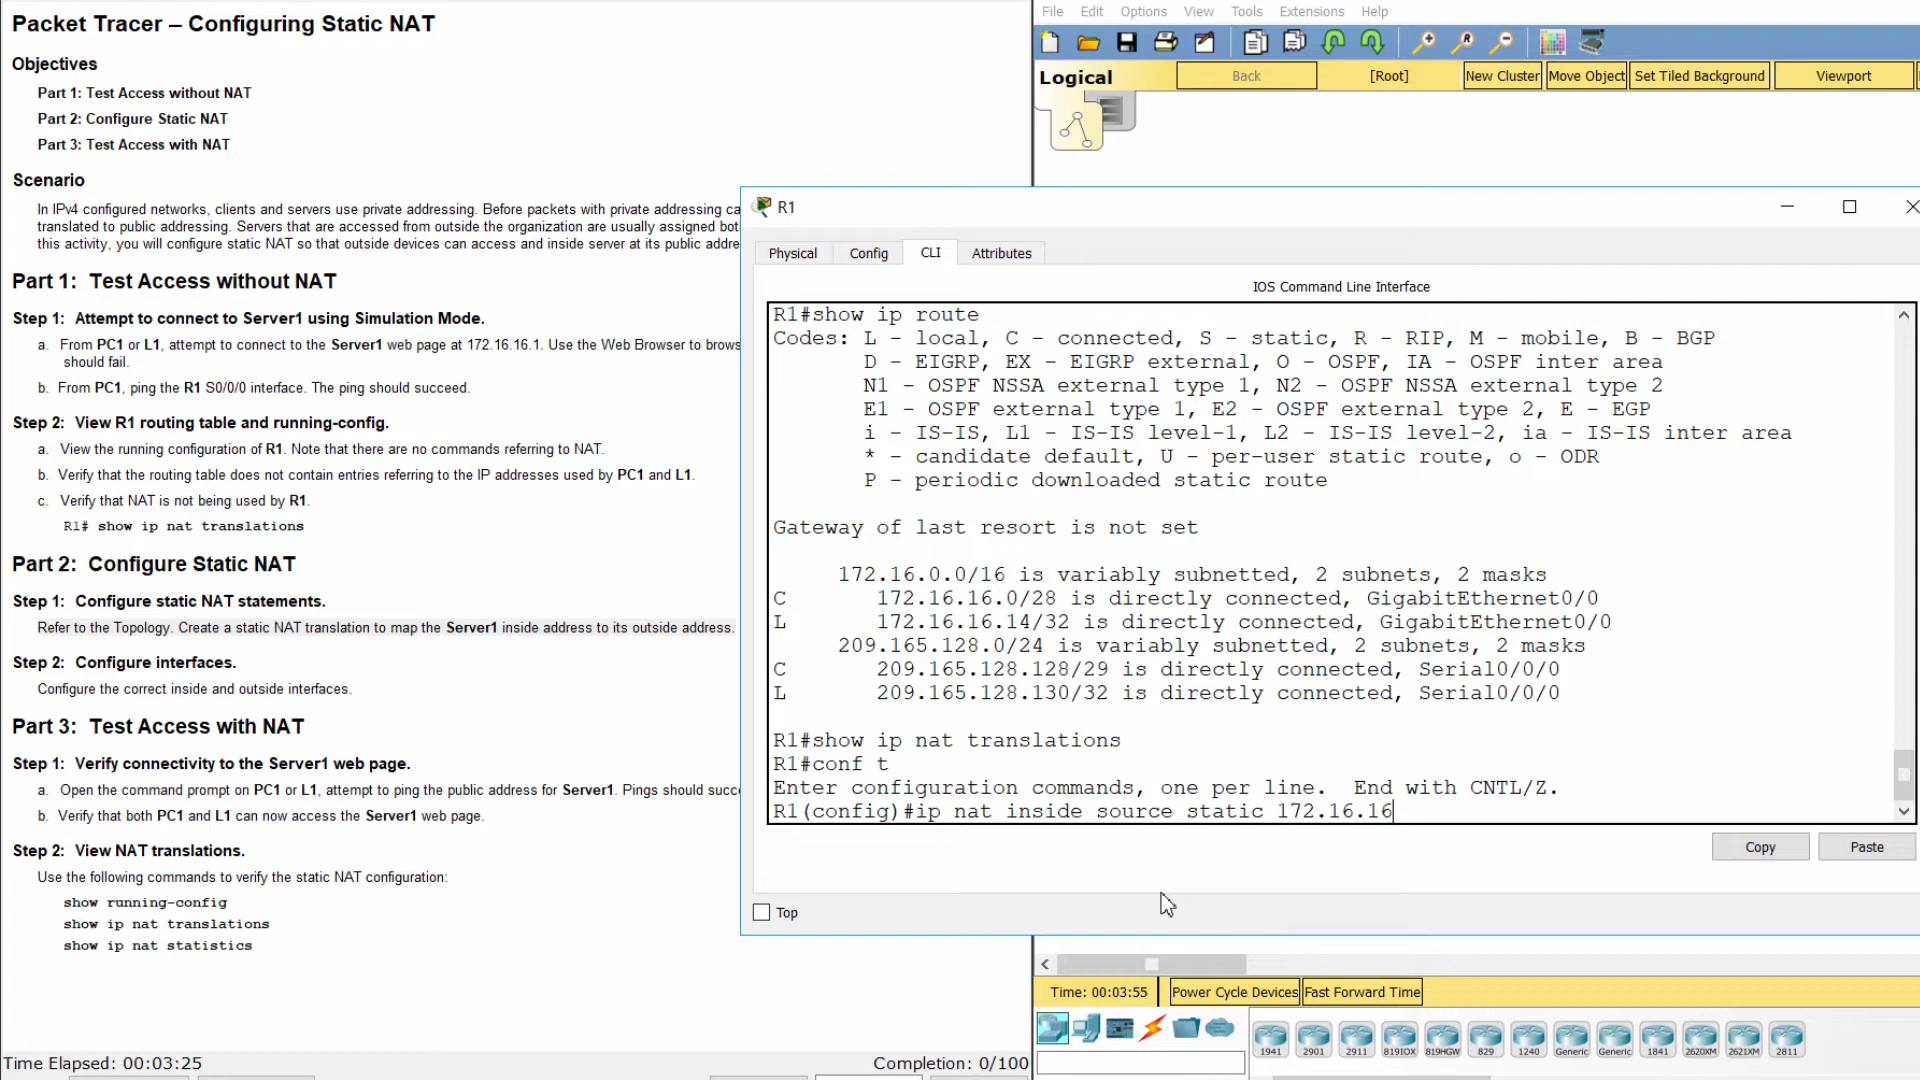 Packet Tracer – Configuring Static NAT
Objectives
Part 1: Test Access without NAT
Part 2: Configure Static NAT
Part 3: Test Access with NAT
Scenario
In IPv4 configured networks, clients and servers use private addressing. Before packets with private addressing ca
translated to public addressing. Servers that are accessed from outside the organization are usually assigned bot
this activity, you will configure static NAT so that outside devices can access and inside server at its public addre
Part 1: Test Access without NAT
Step 1: Attempt to connect to Server1 using Simulation Mode.
a. From PC1 or L1, attempt to connect to the Server1 web page at 172.16.16.1. Use the Web Browser to brows
should fail.
b. From PC1, ping the R1 S0/0/0 interface. The ping should succeed.
Step 2: View R1 routing table and running-config.
a. View the running configuration of R1. Note that there are no commands referring to NAT.
b. Verify that the routing table does not contain entries referring to the IP addresses used by PC1 and L1.
c. Verify that NAT is not being used by R1.
R1# show ip nat translations
Part 2: Configure Static NAT
Step 1: Configure static NAT statements.
Refer to the Topology. Create a static NAT translation to map the Server1 inside address to its outside address.
Step 2: Configure interfaces.
Configure the correct inside and outside interfaces.
Part 3: Test Access with NAT
Step 1: Verify connectivity to the Server1 web page.
a. Open the command prompt on PC1 or L1, attempt to ping the public address for Server1. Pings should succ
b. Verify that both PC1 and L1 can now access the Server1 web page.
Step 2: View NAT translations.
Use the following commands to verify the static NAT configuration:
show running-config
show ip nat translations
show ip nat statistics
Time Elapsed: 00:03:25
Completion: 0/100
File Edit Options View Tools Extensions Help
Logical Back [Root] New Cluster Move Object Set Tiled Background Viewport
R1
Physical Config CLI Attributes
IOS Command Line Interface
R1#show ip route
Codes: L - local, C - connected, S - static, R - RIP, M - mobile, B - BGP
D - EIGRP, EX - EIGRP external, O - OSPF, IA - OSPF inter area
N1 - OSPF NSSA external type 1, N2 - OSPF NSSA external type 2
E1 - OSPF external type 1, E2 - OSPF external type 2, E - EGP
i - IS-IS, L1 - IS-IS level-1, L2 - IS-IS level-2, ia - IS-IS inter area
* - candidate default, U - per-user static route, o - ODR
P - periodic downloaded static route
Gateway of last resort is not set
172.16.0.0/16 is variably subnetted, 2 subnets, 2 masks
C 172.16.16.0/28 is directly connected, GigabitEthernet0/0
L 172.16.16.14/32 is directly connected, GigabitEthernet0/0
209.165.128.0/24 is variably subnetted, 2 subnets, 2 masks
C 209.165.128.128/29 is directly connected, Serial0/0/0
L 209.165.128.130/32 is directly connected, Serial0/0/0
R1#show ip nat translations
R1#conf t
Enter configuration commands, one per line. End with CNTL/Z.
R1(config)#ip nat inside source static 172.16.16
Copy Paste
Top
Time: 00:03:55 Power Cycle Devices Fast Forward Time
1941 2901 2911 819IOX 819HGW 829 1240 Generic Generic 1841 2620XM 2621XM 2811